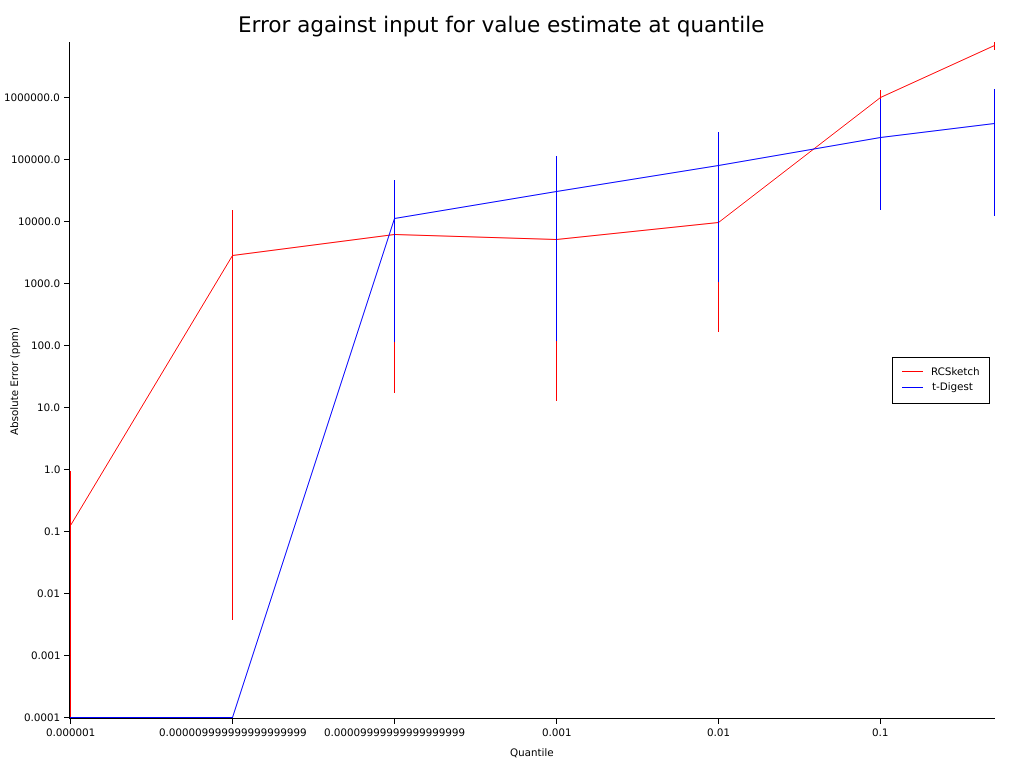 Error against input for value estimate at quantile
1000000.0
100000.0
10000.0
1000.0
100.0
10.0
1.0
0.1
0.01
0.001
0.0001
Absolute Error (ppm)
RCSketch
t-Digest
0.000001 0.000009999999999999999 0.00009999999999999999 0.001 0.01 0.1
Quantile